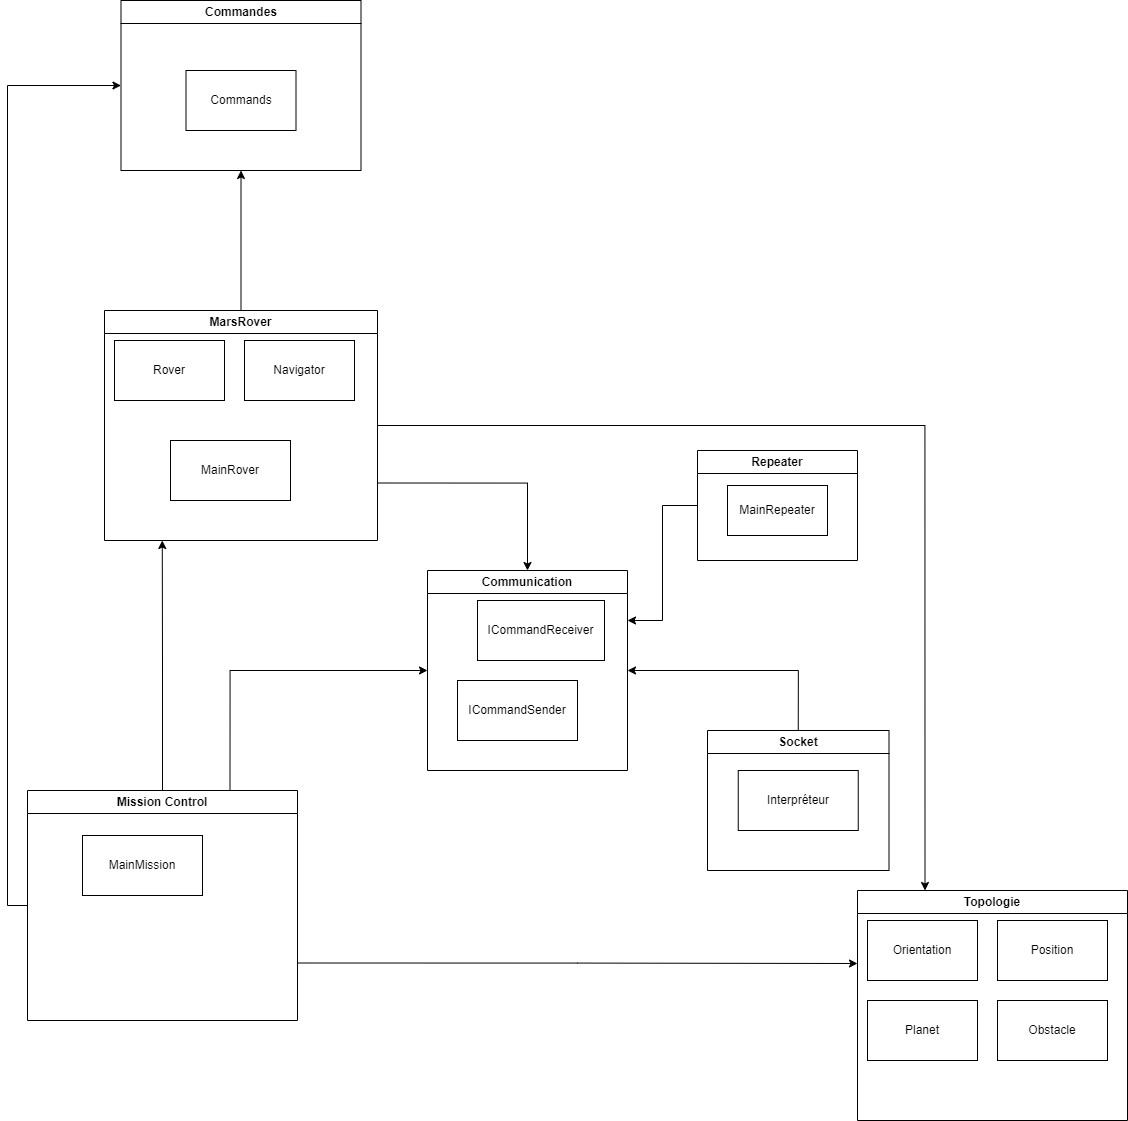 Commandes
Commands
MarsRover
Rover
Navigator
MainRover
Repeater
MainRepeater
Communication
ICommandReceiver
ICommandSender
Socket
Interpréteur
Mission Control
MainMission
Topologie
Orientation
Position
Planet
Obstacle